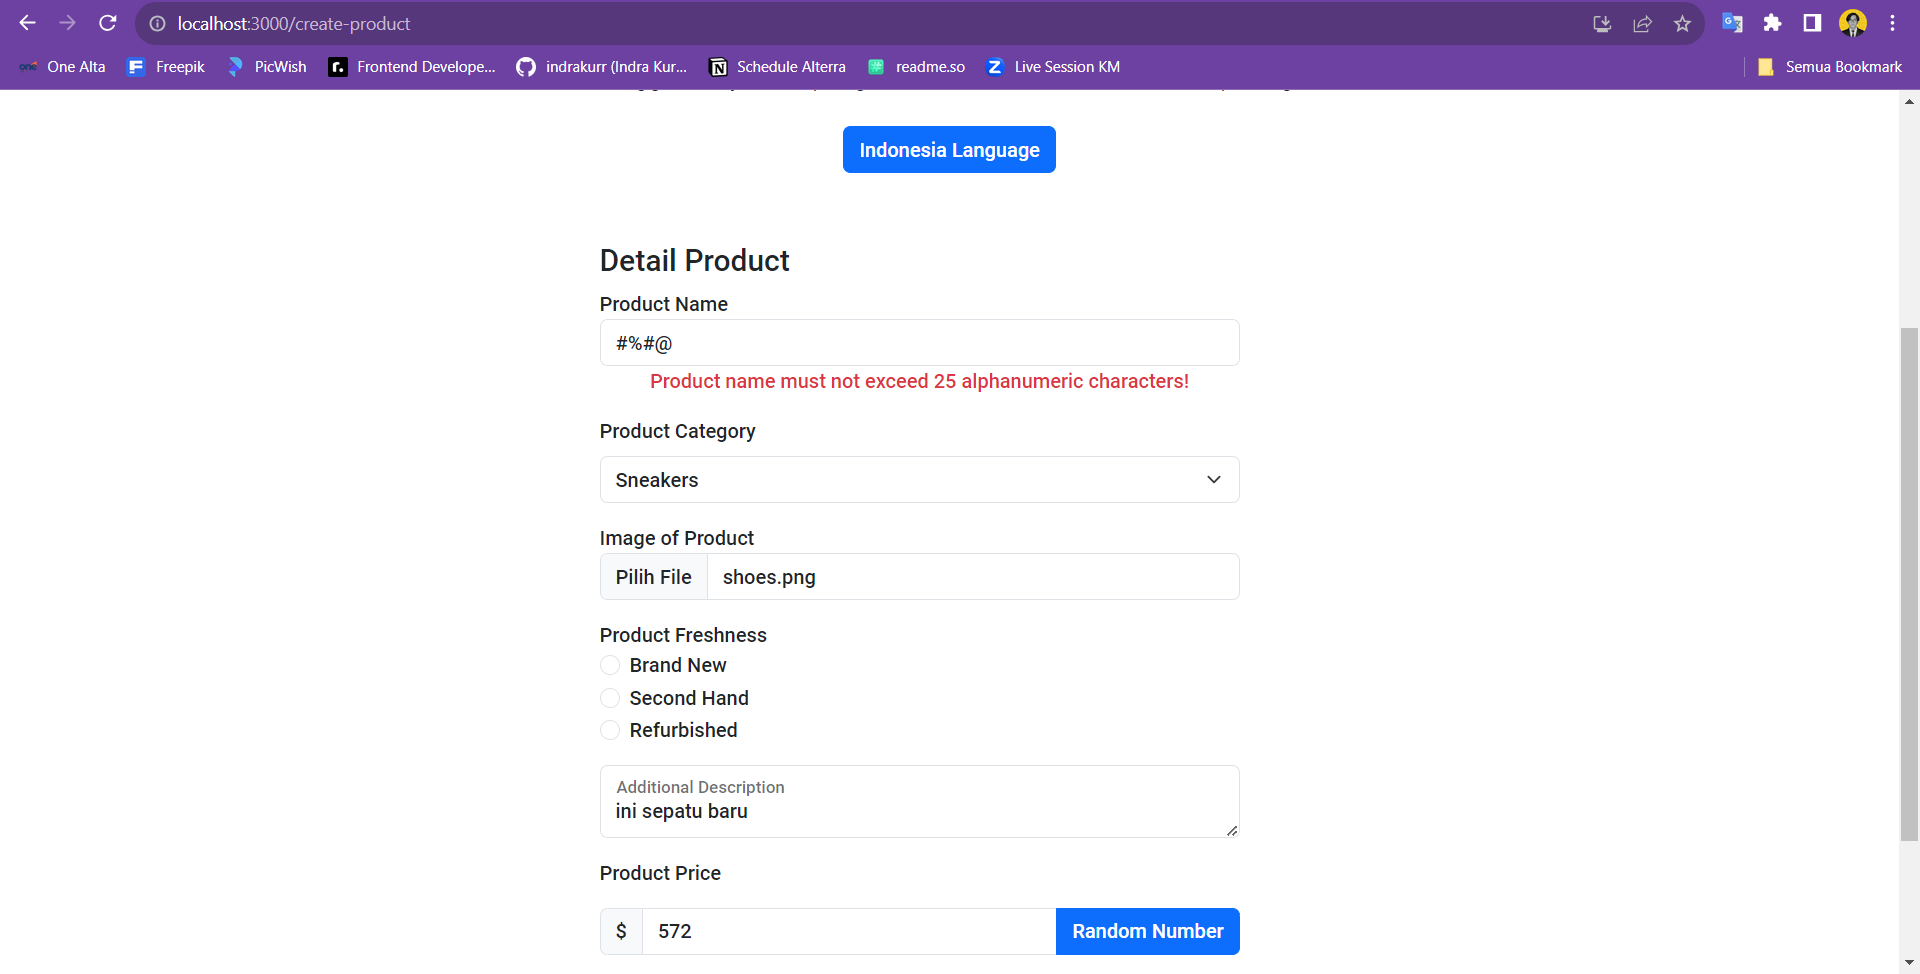 localhost:3000/create-product
One Alta
Freepik
PicWish
Frontend Develope...
indrakurr (Indra Kur...
Schedule Alterra
readme.so
Live Session KM
Semua Bookmark
Indonesia Language
Detail Product
Product Name
#%#@
Product name must not exceed 25 alphanumeric characters!
Product Category
Sneakers
Image of Product
Pilih File shoes.png
Product Freshness
Brand New
Second Hand
Refurbished
Additional Description
ini sepatu baru
Product Price
$ 572 Random Number